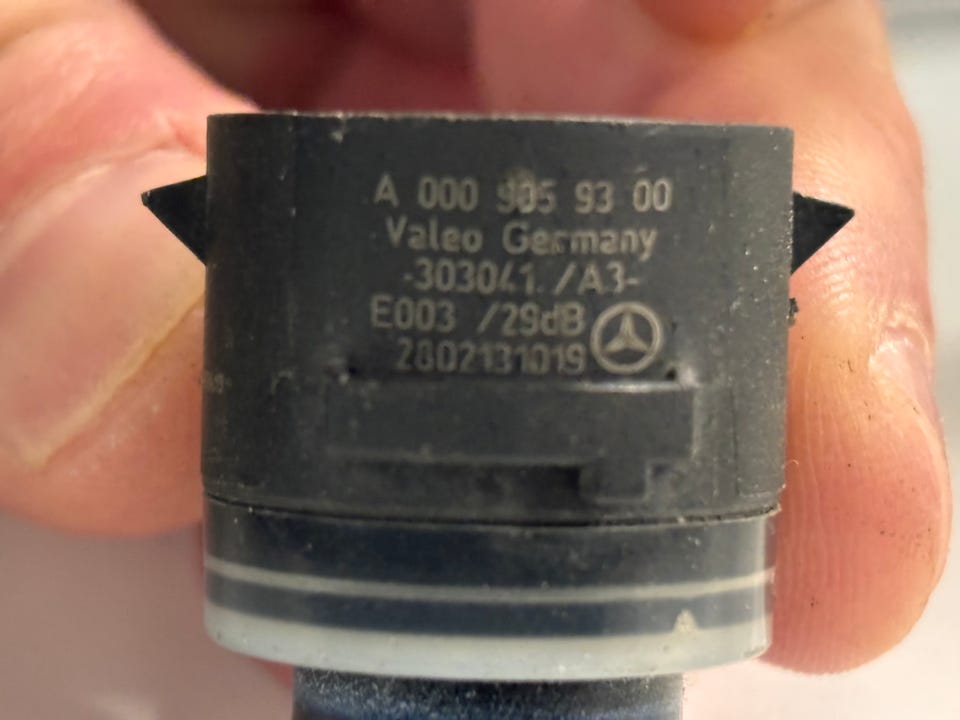 A 000 905 93 00
Valeo Germany
-303041 /A3-
E003 /29dB
2802131019